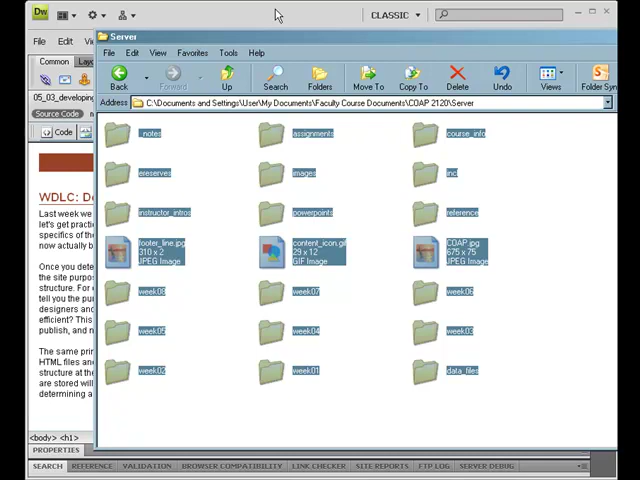 Dw
CLASSIC
Server
File Edit
File Edit View Favorites Tools Help
Common Layou
Back Forward Up Search Folders Move To Copy To Delete Undo Views Folder Syn
05_03_developing
Address C:\Documents and Settings\User\My Documents\Faculty Course Documents\COAP 2120\Server
Source Code
Code
_notes assignments course_info
ereserves images incl
WDLC: De
instructor_intros powerpoints reference
Last week we
let's get practic
specifics of the
now actually b
footer_line.jpg content_icon.gif COAP.jpg
310 x 2 29 x 12 675 x 75
JPEG Image GIF Image JPEG Image
Once you dete
the site purpos
structure. For
tell you the pu
designers and
efficient? This
publish, and n
week08 week07 week06
week05 week04 week03
The same prin
HTML files an
structure at the
are stored will
determining a
week02 week01 data_files
<body> <h1>
PROPERTIES
SEARCH REFERENCE VALIDATION BROWSER COMPATIBILITY LINK CHECKER SITE REPORTS FTP LOG SERVER DEBUG